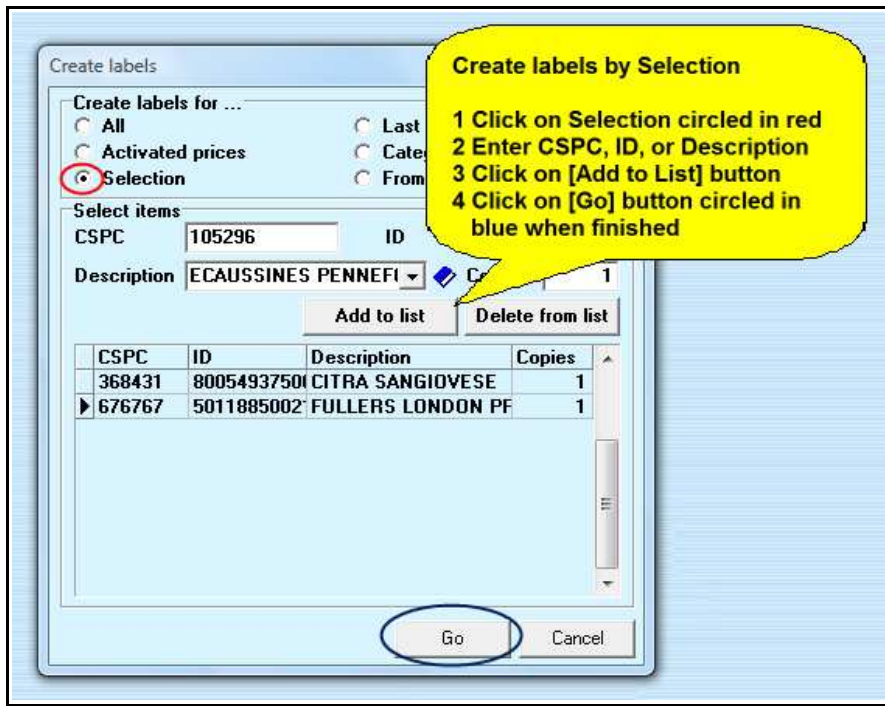 Create labels
Create labels for ...
All
Last
Activated prices
Selection
From
Create labels by Selection
1 Click on Selection circled in red
2 Enter CSPC, ID, or Description
3 Click on [Add to List] button
4 Click on [Go] button circled in
blue when finished
Select items
CSPC 105296 ID
Description ECAUSSINES PENNEF 1
Add to list Delete from list
CSPC ID Description Copies
368431 8005493750 CITRA SANGIOVESE 1
676767 5011885002 FULLERS LONDON PF 1
Go Cancel